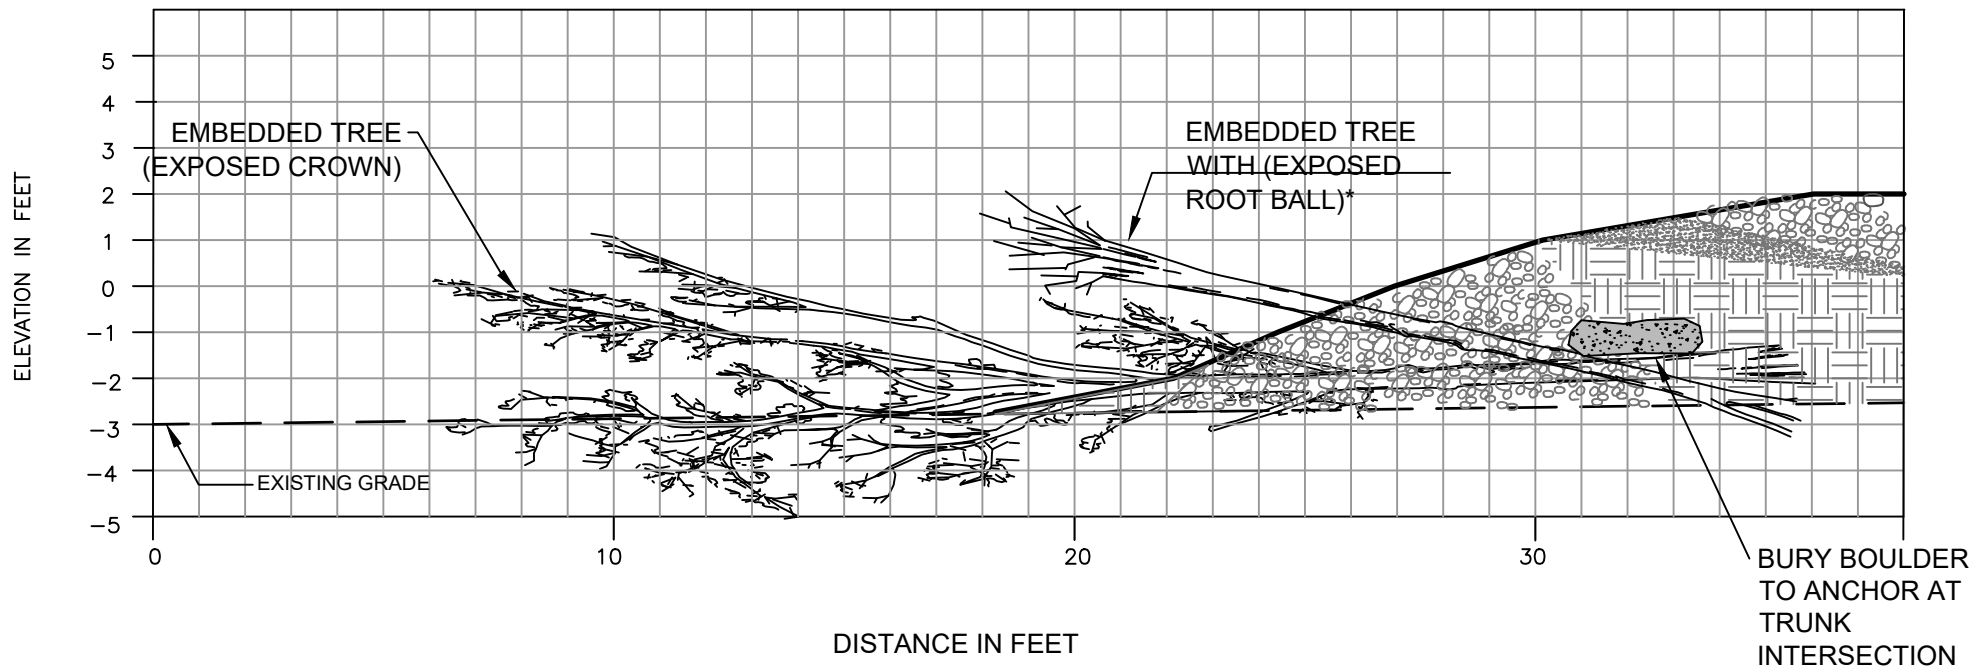 5
4
EMBEDDED TREE
(EXPOSED CROWN)
EMBEDDED TREE
WITH (EXPOSED
ROOT BALL)*
3
2
1
0
-1
-2
-3
-4
-5
ELEVATION IN FEET
EXISTING GRADE
0
10
20
30
BURY BOULDER
TO ANCHOR AT
TRUNK
INTERSECTION
DISTANCE IN FEET